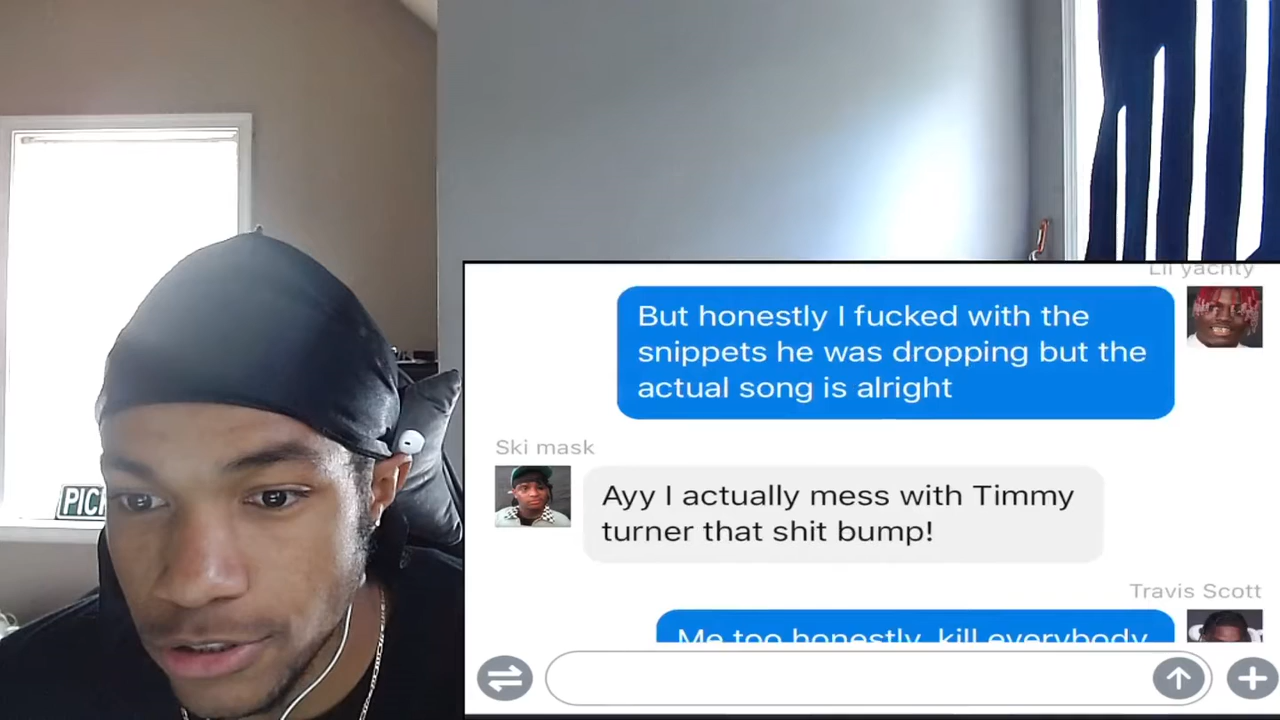 Lil yachty
But honestly I fucked with the
snippets he was dropping but the
actual song is alright
Ski mask
Ayy I actually mess with Timmy
turner that shit bump!
Travis Scott
Me too honestly, kill everybody
PIC